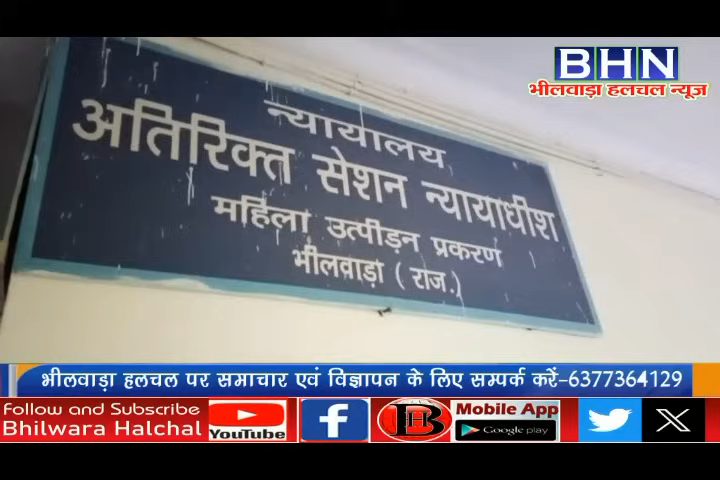 BHN
भीलवाड़ा हलचल न्यूज़
न्यायालय
अतिरिक्त सेशन न्यायाधीश
महिला उत्पीड़न प्रकरण
भीलवाड़ा ( राज.)
भीलवाड़ा हलचल पर समाचार एवं विज्ञापन के लिए सम्पर्क करें-6377364129
Follow and Subscribe
Bhilwara Halchal
YouTube
BH
Mobile App
Google play